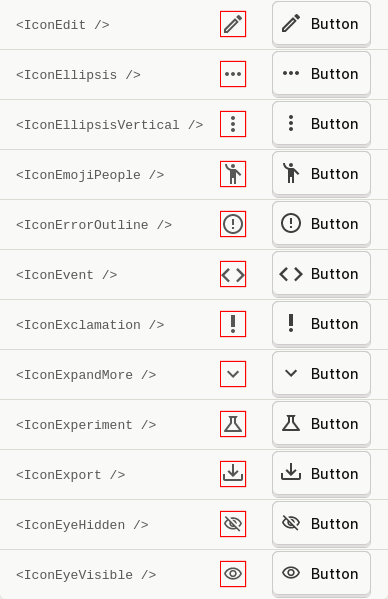 <IconEdit /> Button
<IconEllipsis /> Button
<IconEllipsisVertical /> Button
<IconEmojiPeople /> Button
<IconErrorOutline /> Button
<IconEvent /> Button
<IconExclamation /> Button
<IconExpandMore /> Button
<IconExperiment /> Button
<IconExport /> Button
<IconEyeHidden /> Button
<IconEyeVisible /> Button